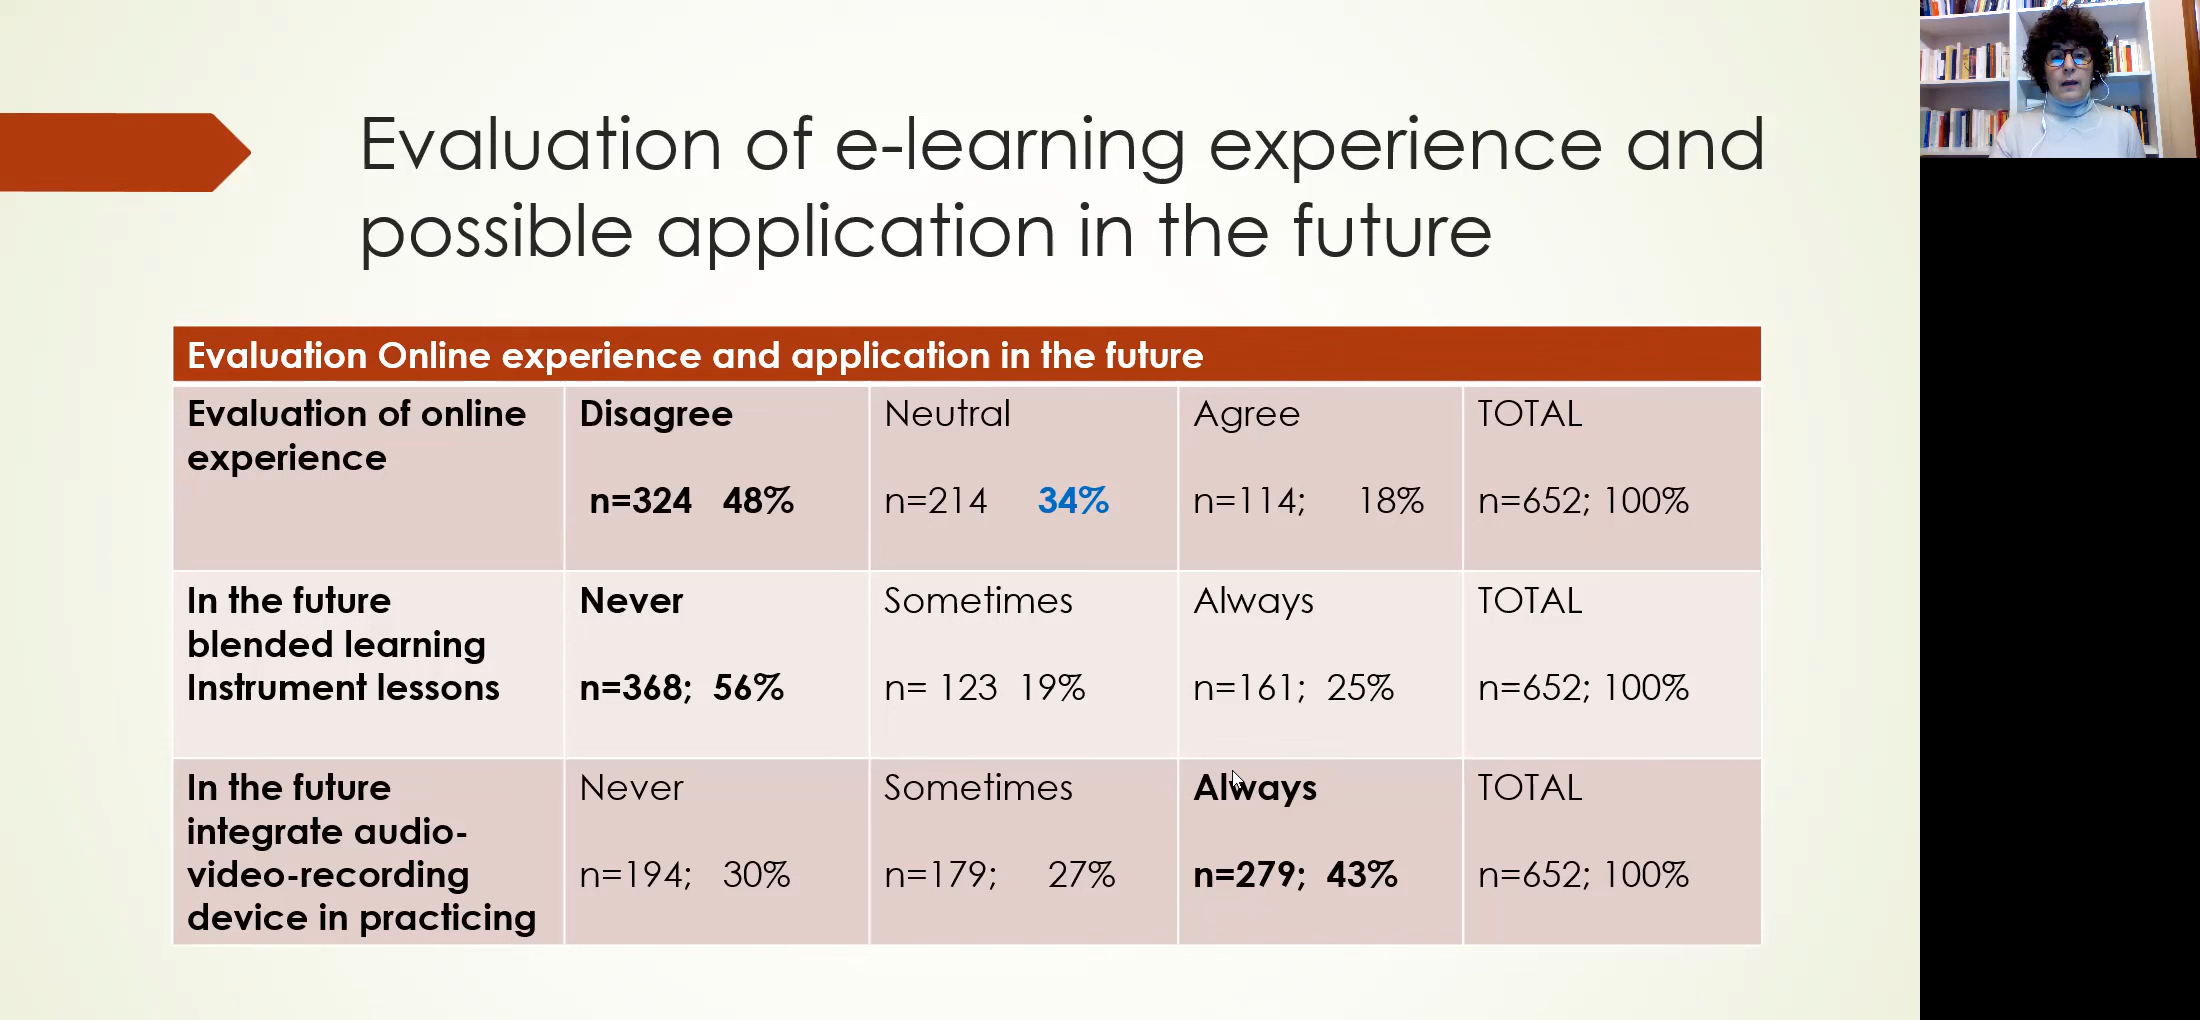 Evaluation of e-learning experience and
possible application in the future
Evaluation Online experience and application in the future
Evaluation of online
experience
Disagree
n=324 48%
Neutral
n=214 34%
Agree
n=114; 18%
TOTAL
n=652; 100%
In the future
blended learning
Instrument lessons
Never
n=368; 56%
Sometimes
n= 123 19%
Always
n=161; 25%
TOTAL
n=652; 100%
In the future
integrate audio-
video-recording
device in practicing
Never
n=194; 30%
Sometimes
n=179; 27%
Always
n=279; 43%
TOTAL
n=652; 100%